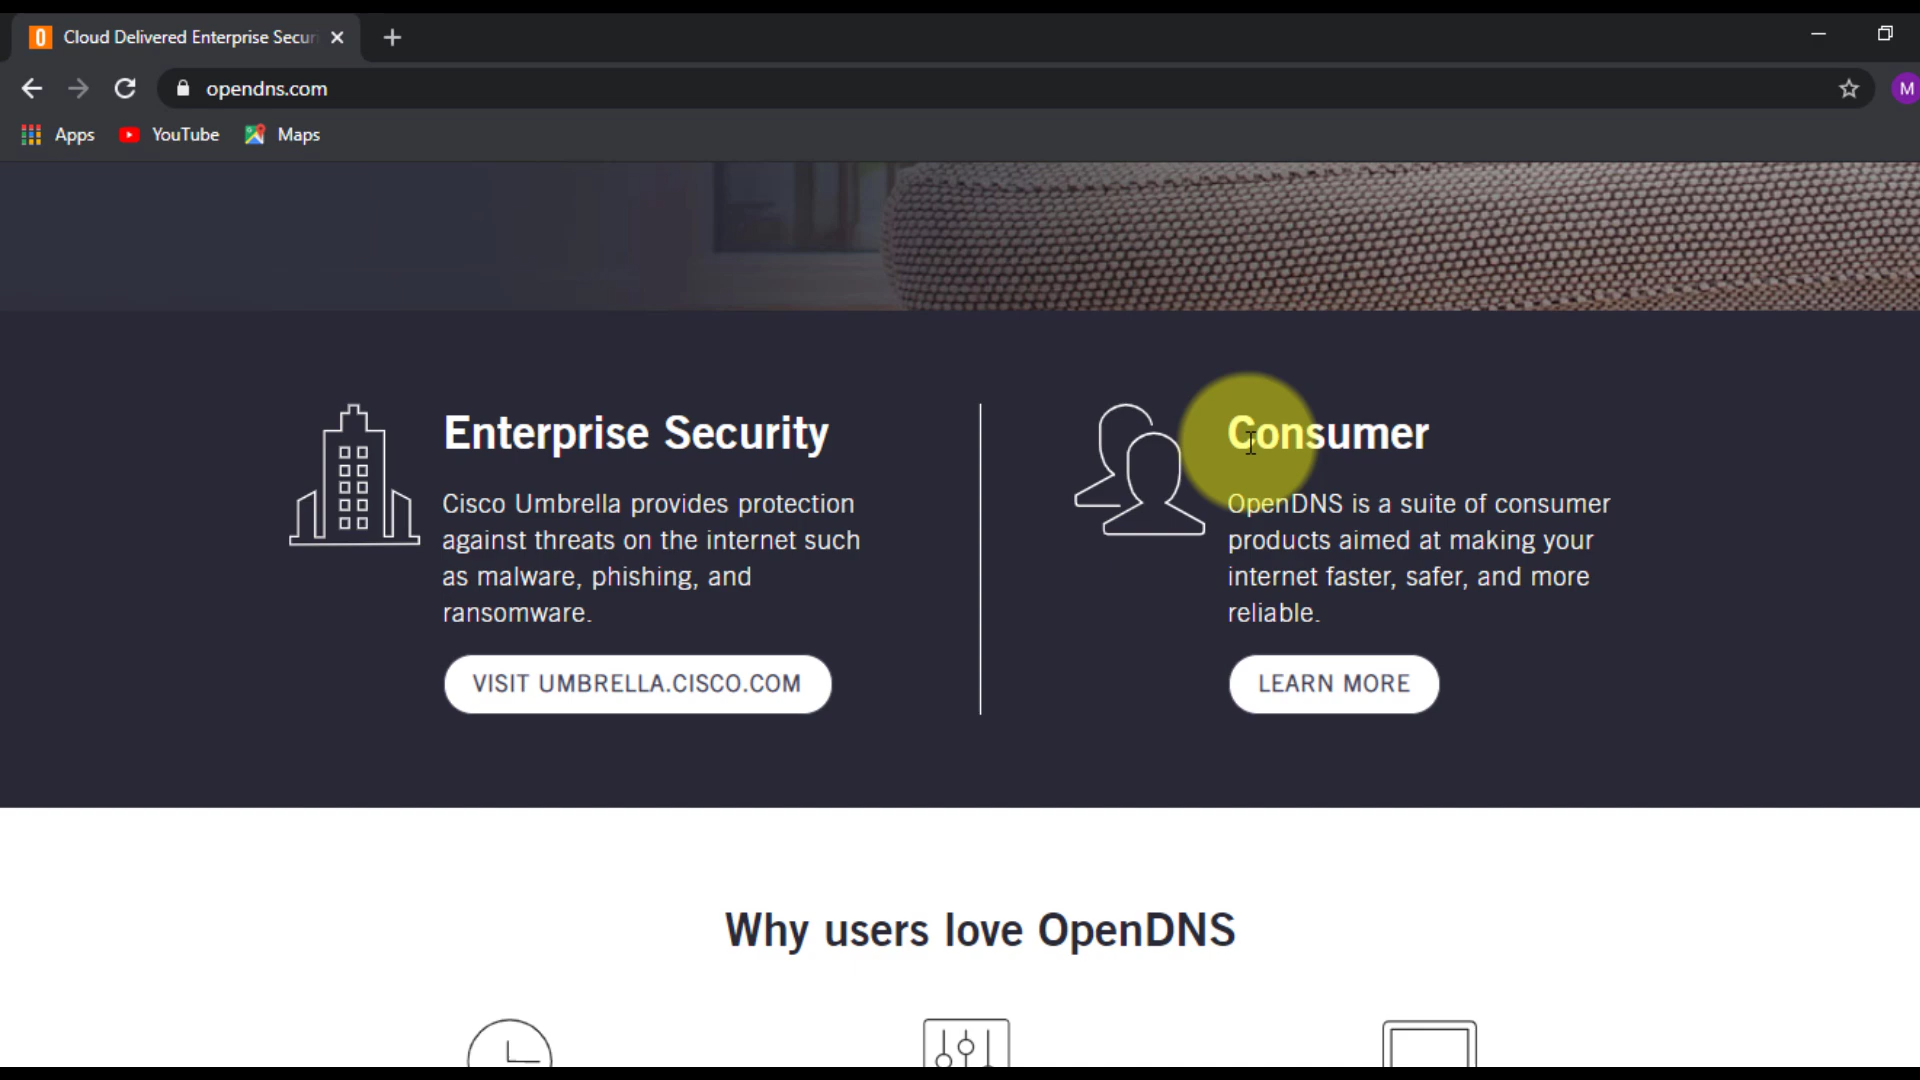 Cloud Delivered Enterprise Secur
opendns.com
M
Apps
YouTube
Maps
Enterprise Security
Cisco Umbrella provides protection
against threats on the internet such
as malware, phishing, and
ransomware.
VISIT UMBRELLA.CISCO.COM
Consumer
OpenDNS is a suite of consumer
products aimed at making your
internet faster, safer, and more
reliable.
LEARN MORE
Why users love OpenDNS